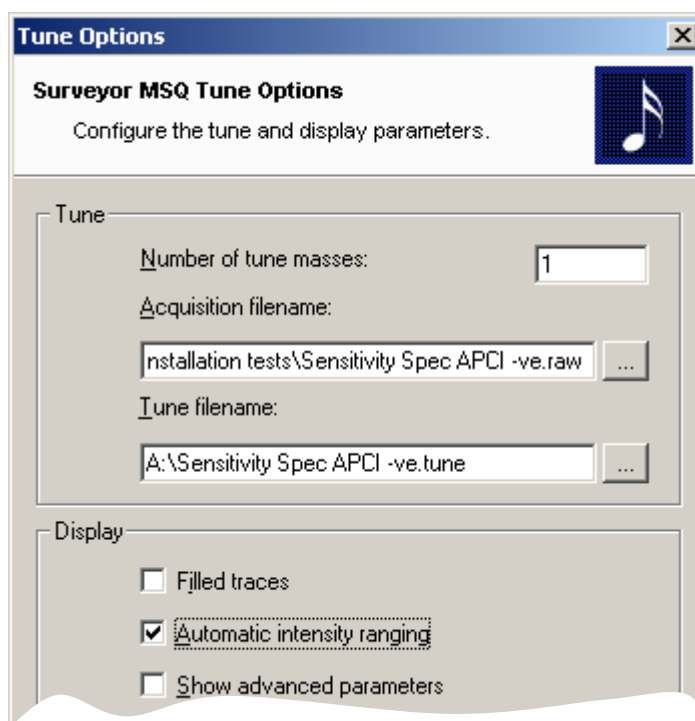 Tune Options
Surveyor MSQ Tune Options
Configure the tune and display parameters.
Tune
Number of tune masses:
1
Acquisition filename:
nstallation tests\Sensitivity Spec APCI -ve.raw
...
Tune filename:
A:\Sensitivity Spec APCI -ve.tune
...
Display
Filled traces
Automatic intensity ranging
Show advanced parameters